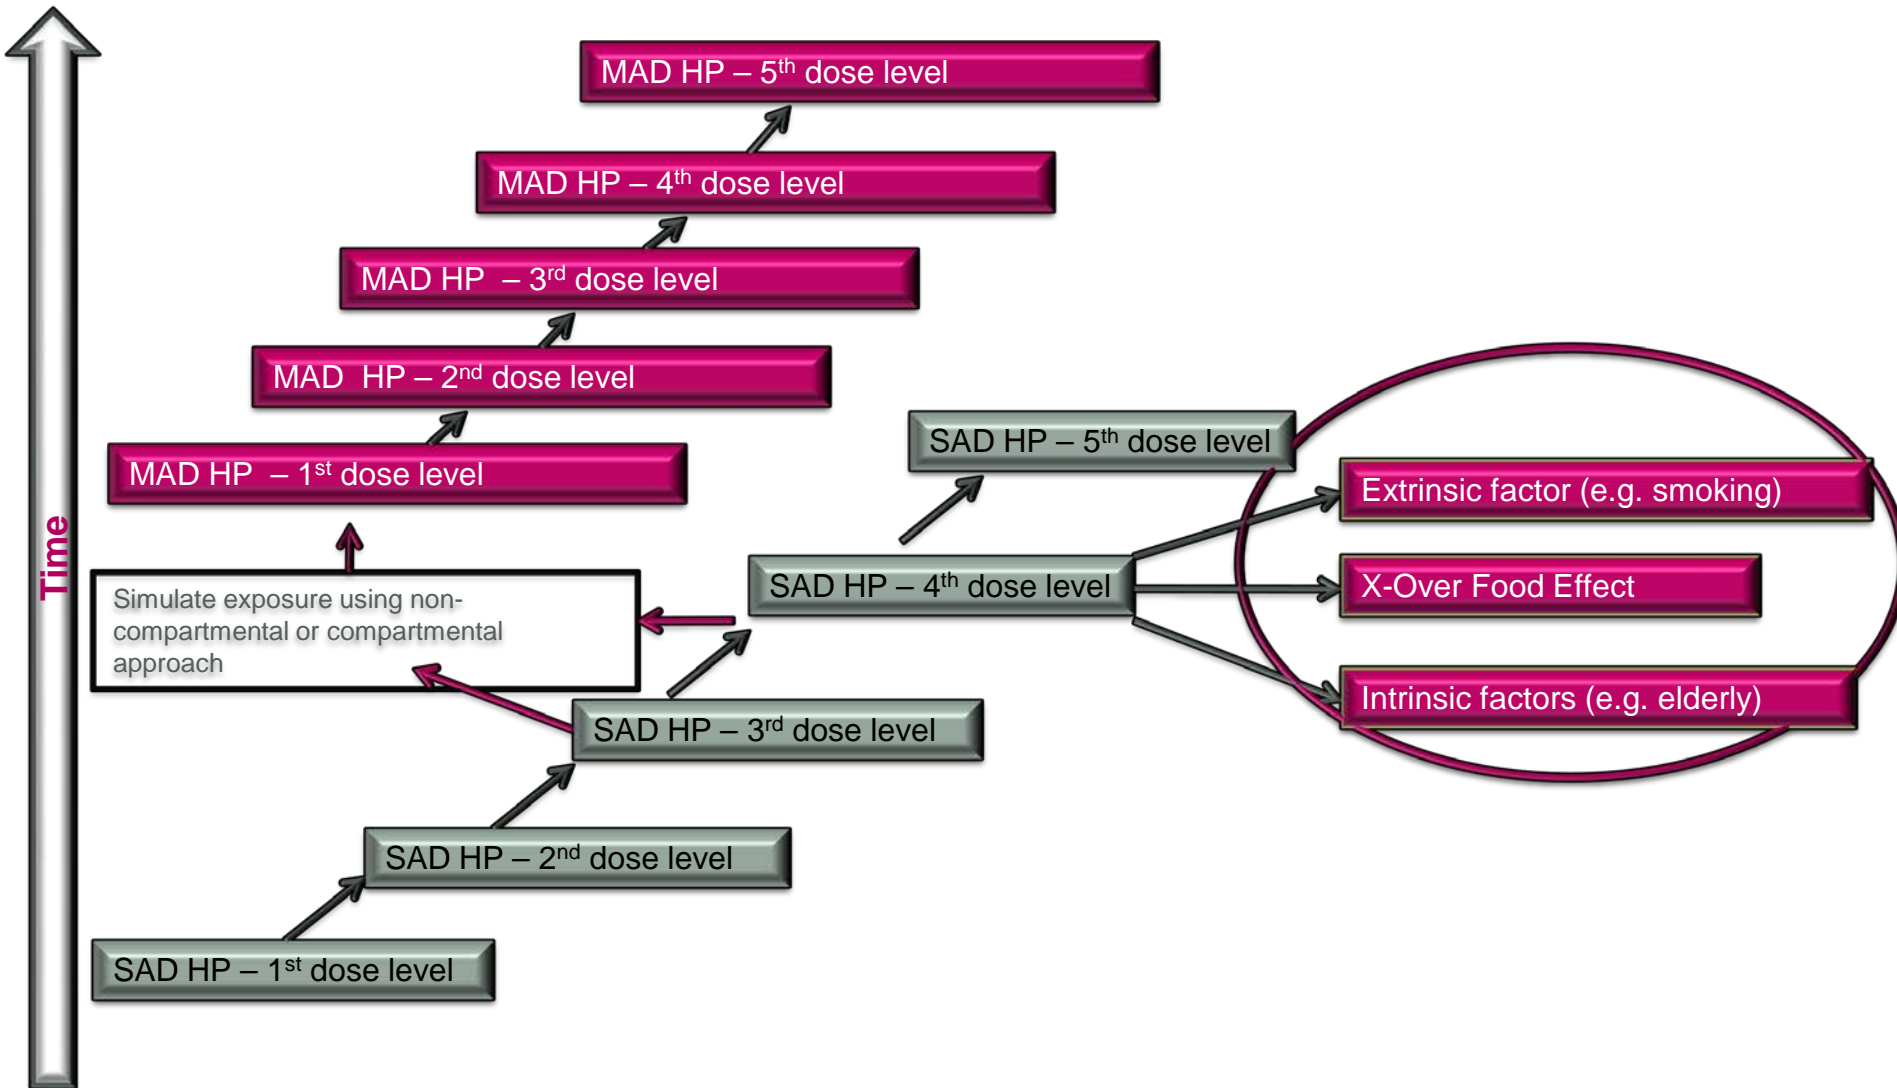 MAD HP – 5th dose level
MAD HP – 4th dose level
MAD HP – 3rd dose level
MAD HP – 2nd dose level
SAD HP – 5th dose level
MAD HP – 1st dose level
Extrinsic factor (e.g. smoking)
Time
SAD HP – 4th dose level
X-Over Food Effect
Simulate exposure using non-
compartmental or compartmental
approach
Intrinsic factors (e.g. elderly)
SAD HP – 3rd dose level
SAD HP – 2nd dose level
SAD HP – 1st dose level